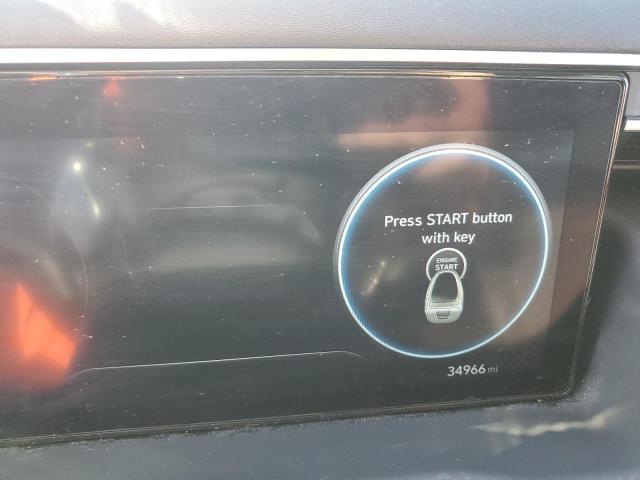 Press START button
with key
ENGINE
START
34966 mi